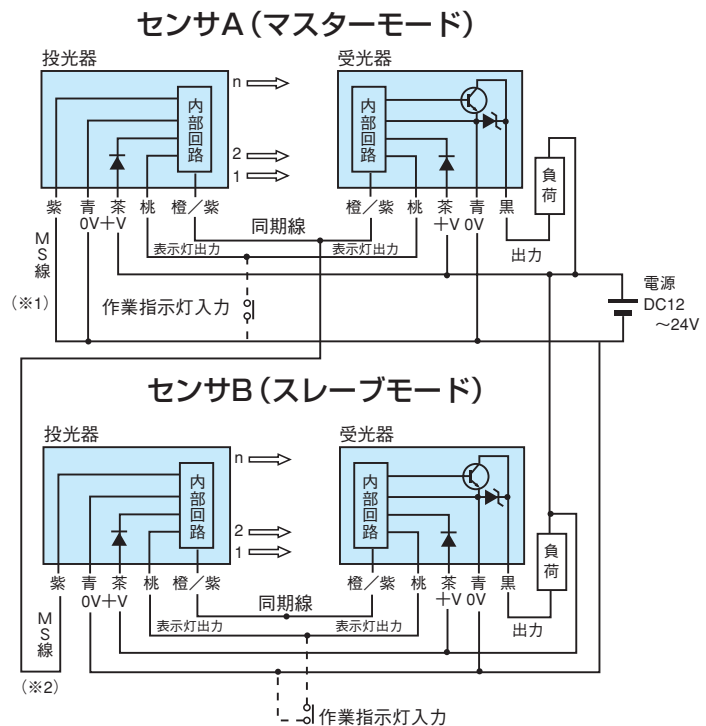 センサA（マスターモード）
投光器
受光器
n
2
1
内部回路
内部回路
負荷
紫 青 茶 桃 橙／紫
0V＋V
橙／紫 桃 茶 青 黒
＋V 0V
同期線
表示灯出力
表示灯出力
出力
MS線
（※1）
作業指示灯入力
電源
DC12
～24V
センサB（スレーブモード）
投光器
受光器
n
2
1
内部回路
内部回路
負荷
紫 青 茶 桃 橙／紫
0V＋V
橙／紫 桃 茶 青 黒
＋V 0V
同期線
表示灯出力
表示灯出力
出力
MS線
（※2）
作業指示灯入力